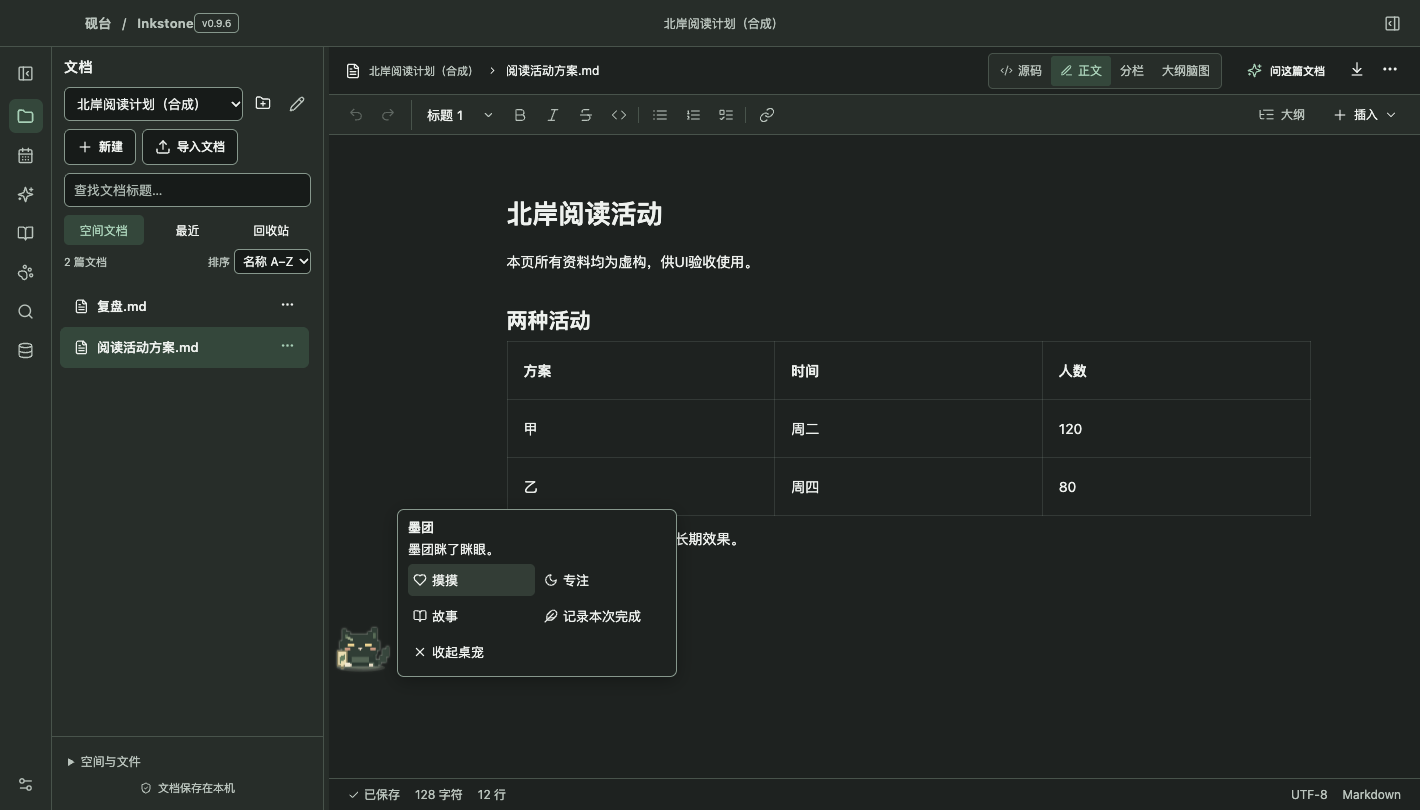 砚台 / Inkstone v0.9.6
北岸阅读计划（合成）
文档
北岸阅读计划（合成）
新建
导入文档
查找文档标题...
空间文档
最近
回收站
2 篇文档
排序
名称 A–Z
复盘.md
阅读活动方案.md
空间与文件
文档保存在本机
北岸阅读计划（合成） › 阅读活动方案.md
源码
正文
分栏
大纲脑图
问这篇文档
标题 1
大纲
插入
北岸阅读活动
本页所有资料均为虚构，供UI验收使用。
两种活动
方案 时间 人数
甲 周二 120
乙 周四 80
长期效果。
墨团
墨团眯了眯眼。
摸摸
专注
故事
记录本次完成
收起桌宠
已保存 128 字符 12 行
UTF-8 Markdown